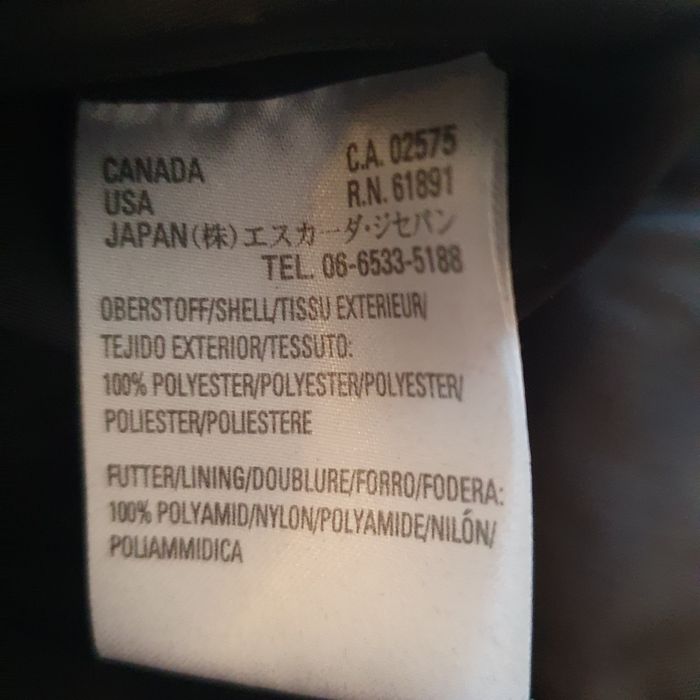 CANADA C.A. 02575
USA R.N. 61891
JAPAN(株)エスカーダ・ジセパン
TEL. 06-6533-5188
OBERSTOFF/SHELL/TISSU EXTERIEUR/
TEJIDO EXTERIOR/TESSUTO:
100% POLYESTER/POLYESTER/POLYESTER/
POLIESTER/POLIESTERE
FUTTER/LINING/DOUBLURE/FORRO/FODERA:
100% POLYAMID/NYLON/POLYAMIDE/NILÓN/
POLIAMMIDICA